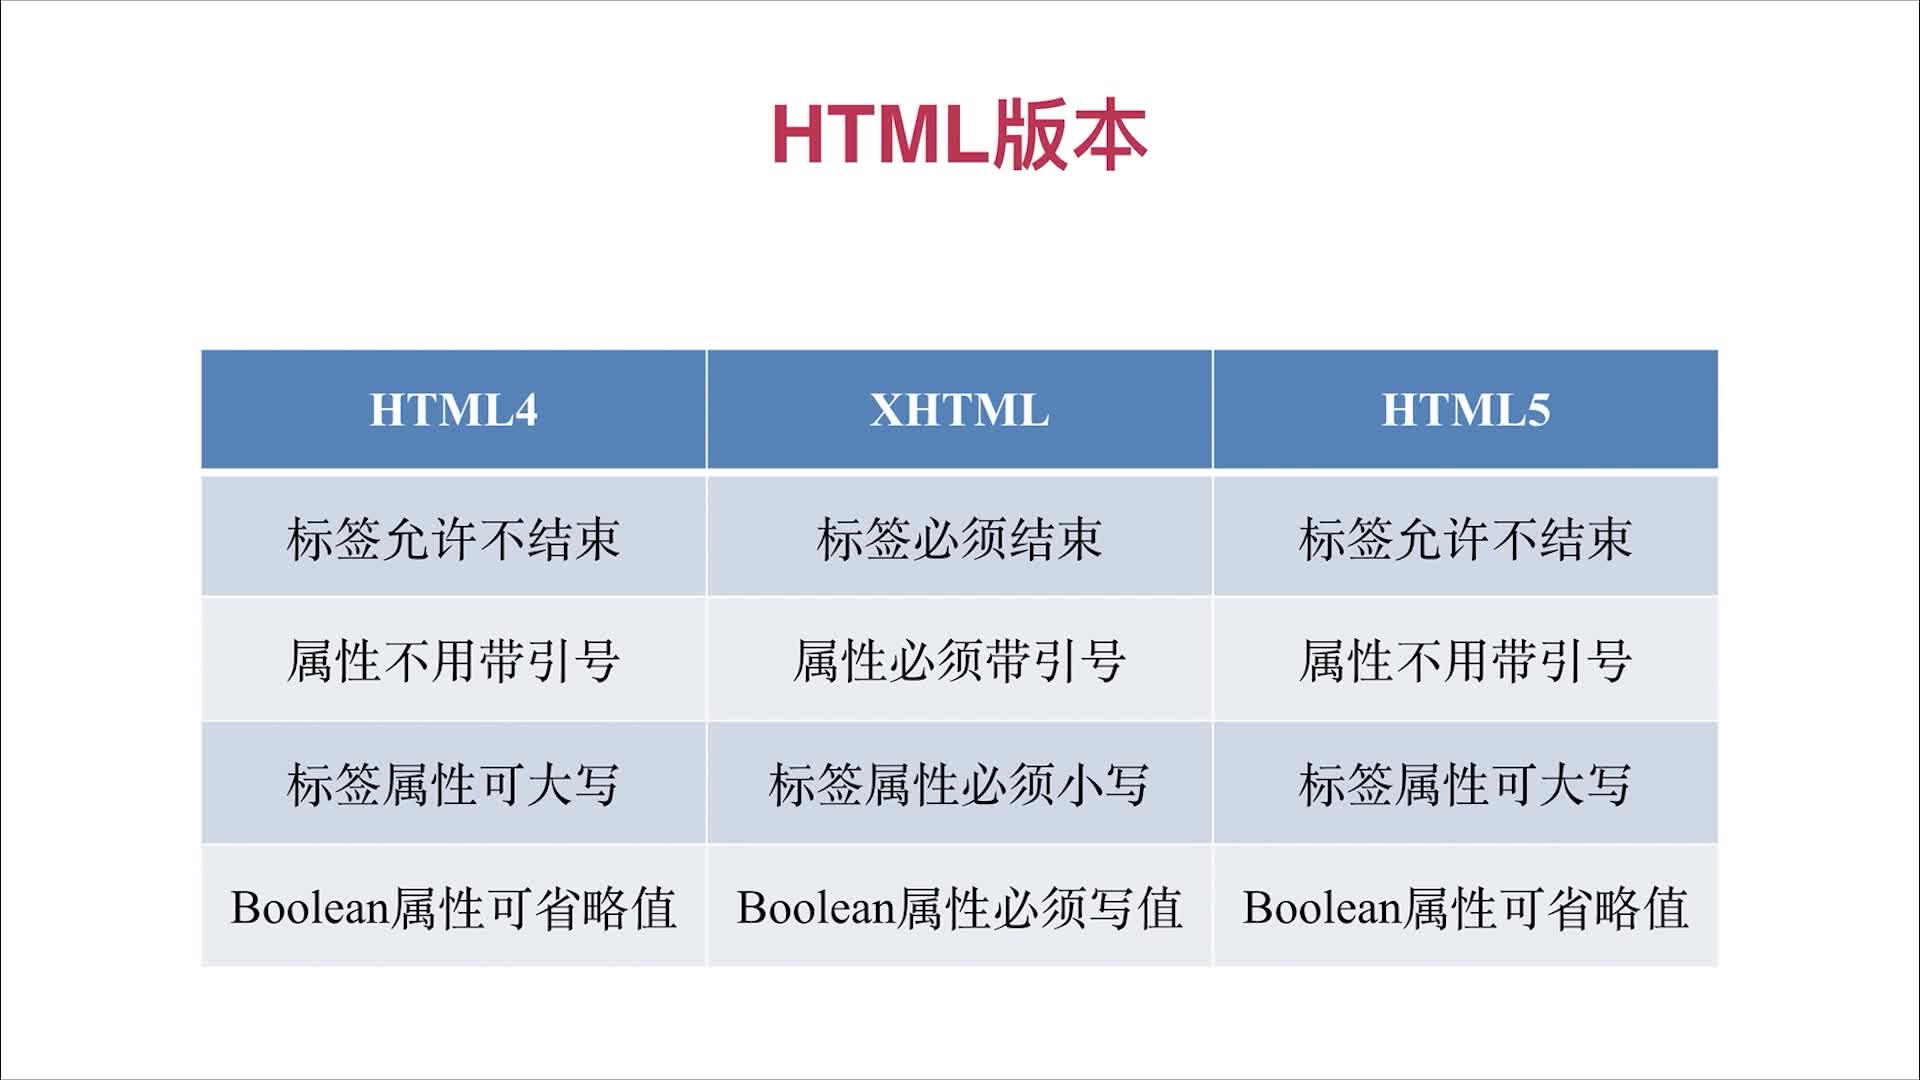 HTML版本
HTML4 XHTML HTML5
标签允许不结束 标签必须结束 标签允许不结束
属性不用带引号 属性必须带引号 属性不用带引号
标签属性可大写 标签属性必须小写 标签属性可大写
Boolean属性可省略值 Boolean属性必须写值 Boolean属性可省略值